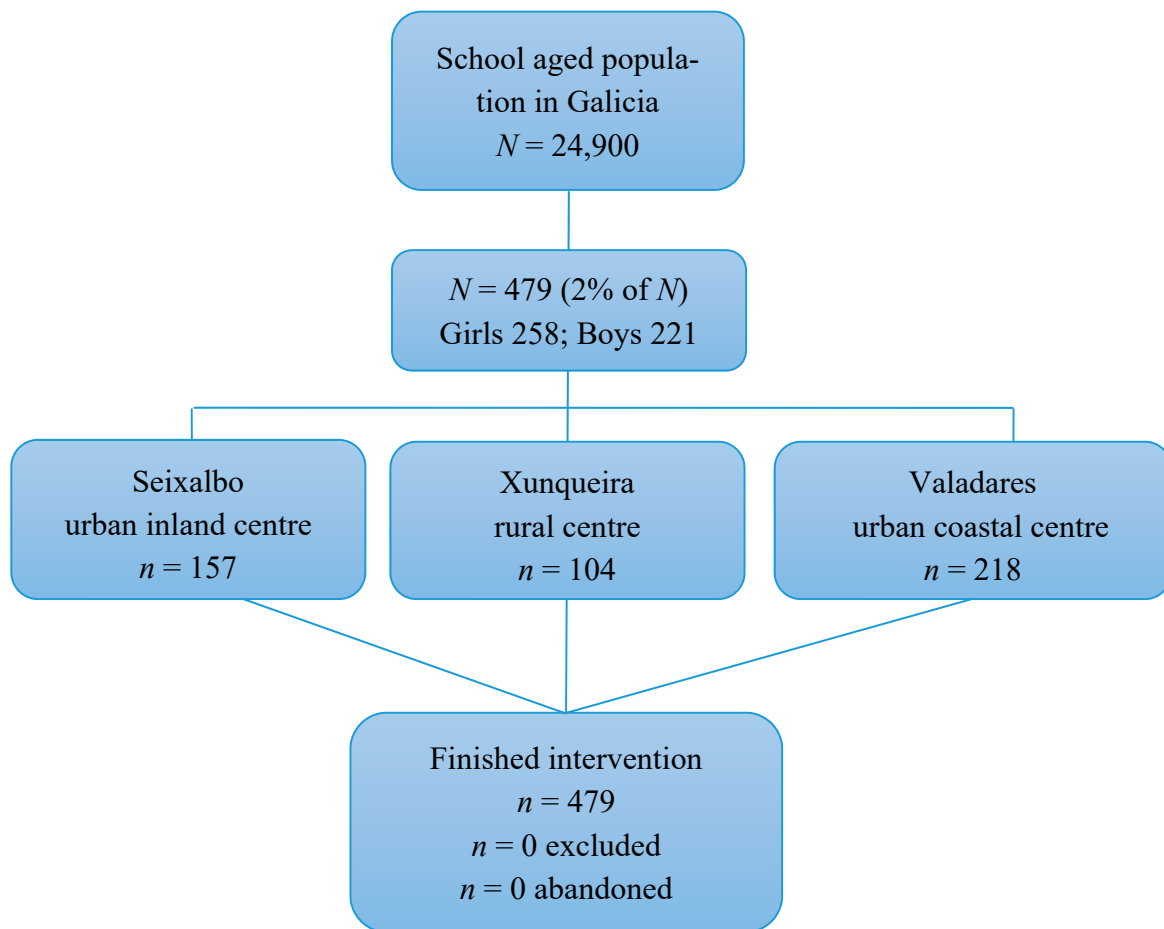 School aged popula-
tion in Galicia
N = 24,900
N = 479 (2% of N)
Girls 258; Boys 221
Seixalbo
urban inland centre
n = 157
Xunqueira
rural centre
n = 104
Valadares
urban coastal centre
n = 218
Finished intervention
n = 479
n = 0 excluded
n = 0 abandoned